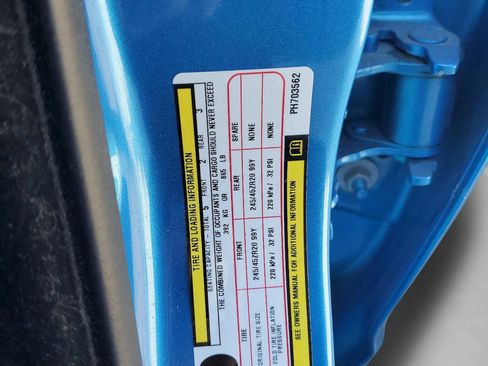 TIRE AND LOADING INFORMATION
SEATING CAPACITY - TOTAL 5 FRONT 2 REAR 3
THE COMBINED WEIGHT OF OCCUPANTS AND CARGO SHOULD NEVER EXCEED
392 KG OR 865 LB
TIRE FRONT REAR SPARE
ORIGINAL TIRE SIZE 245/45ZR20 99Y 245/45ZR20 99Y NONE
COLD TIRE INFLATION PRESSURE 220 kPa / 32 PSI 220 kPa / 32 PSI NONE
SEE OWNERS MANUAL FOR ADDITIONAL INFORMATION
PH703562